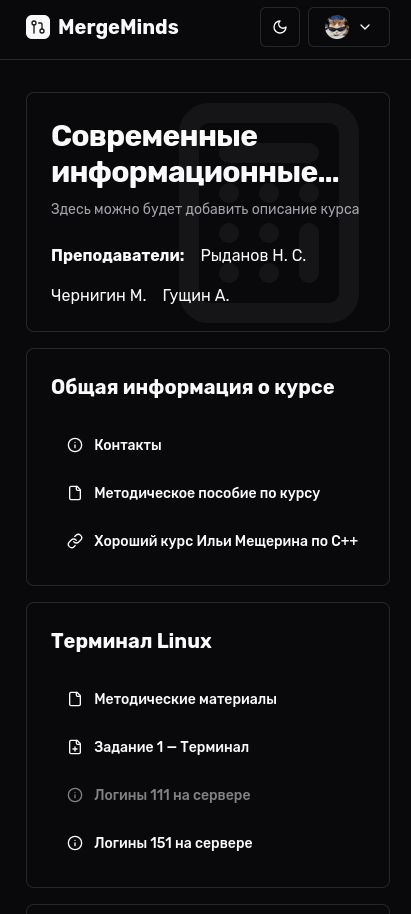 MergeMinds
Современные
информационные...
Здесь можно будет добавить описание курса
Преподаватели: Рыданов Н. С.
Чернигин М. Гущин А.
Общая информация о курсе
Контакты
Методическое пособие по курсу
Хороший курс Ильи Мещерина по C++
Терминал Linux
Методические материалы
Задание 1 — Терминал
Логины 111 на сервере
Логины 151 на сервере